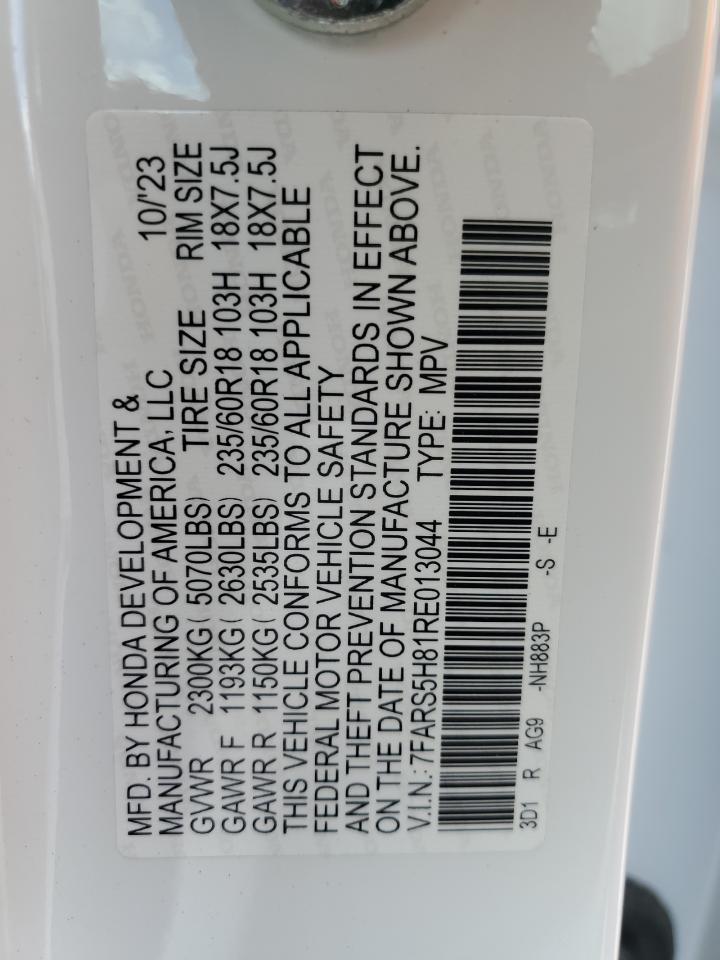 MFD. BY HONDA DEVELOPMENT &
MANUFACTURING OF AMERICA, LLC 10/'23
GVWR 2300KG( 5070LBS) TIRE SIZE RIM SIZE
GAWR F 1193KG( 2630LBS) 235/60R18 103H 18X7.5J
GAWR R 1150KG( 2535LBS) 235/60R18 103H 18X7.5J
THIS VEHICLE CONFORMS TO ALL APPLICABLE
FEDERAL MOTOR VEHICLE SAFETY
AND THEFT PREVENTION STANDARDS IN EFFECT
ON THE DATE OF MANUFACTURE SHOWN ABOVE.
V.I.N.: 7FARS5H81RE013044 TYPE: MPV
3D1 R AG9 -NH883P -S -E
HONDA